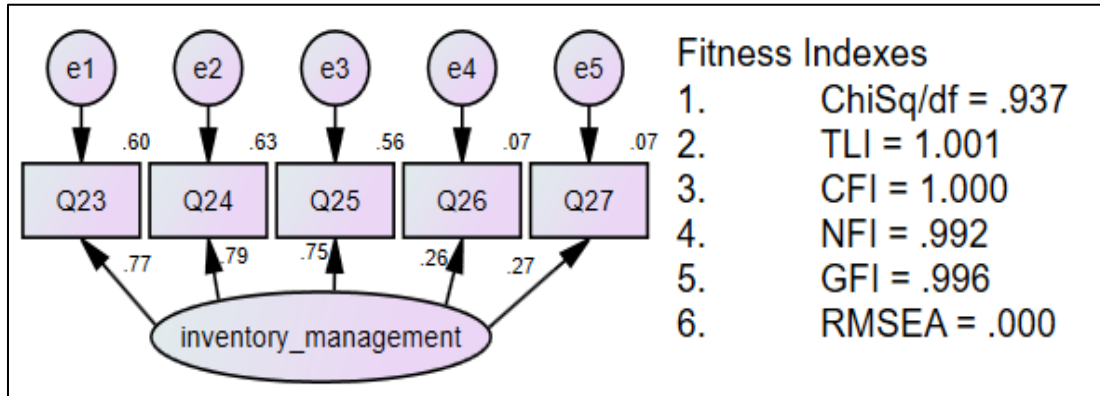 e1 e2 e3 e4 e5
.60 .63 .56 .07 .07
Q23 Q24 Q25 Q26 Q27
.77 .79 .75 .26 .27
inventory_management
Fitness Indexes
1. ChiSq/df = .937
2. TLI = 1.001
3. CFI = 1.000
4. NFI = .992
5. GFI = .996
6. RMSEA = .000